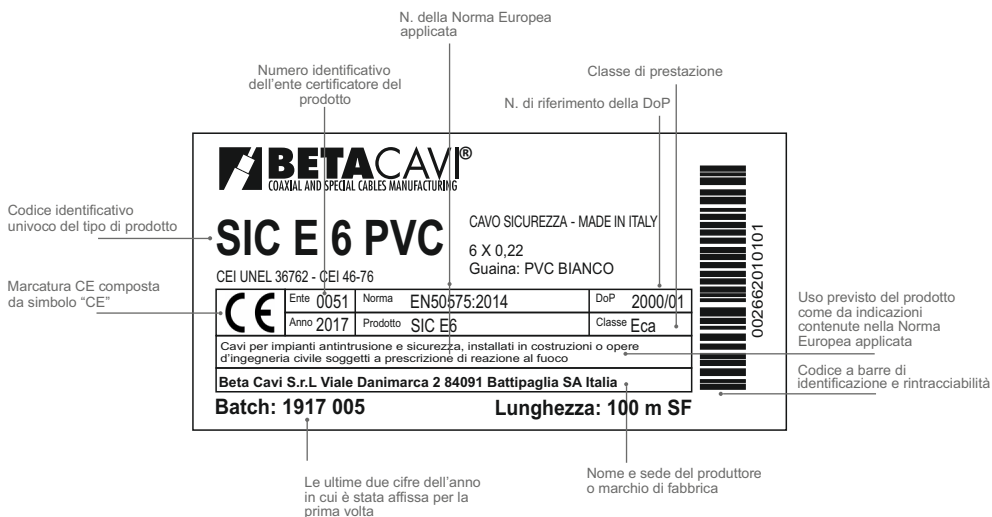 N. della Norma Europea
applicata
Numero identificativo
dell'ente certificatore del
prodotto
Classe di prestazione
N. di riferimento della DoP
BETACAVI®
COAXIAL AND SPECIAL CABLES MANUFACTURING
Codice identificativo
univoco del tipo di prodotto
SIC E 6 PVC
CAVO SICUREZZA - MADE IN ITALY
6 X 0,22
Guaina: PVC BIANCO
CEI UNEL 36762 - CEI 46-76
Marcatura CE composta
da simbolo “CE”
CE
Ente 0051 Norma EN50575:2014 DoP 2000/01
Anno 2017 Prodotto SIC E6 Classe Eca
Cavi per impianti antintrusione e sicurezza, installati in costruzioni o opere
d'ingegneria civile soggetti a prescrizione di reazione al fuoco
Beta Cavi S.r.L Viale Danimarca 2 84091 Battipaglia SA Italia
Batch: 1917 005 Lunghezza: 100 m SF
002662010101
Uso previsto del prodotto
come da indicazioni
contenute nella Norma
Europea applicata
Codice a barre di
identificazione e rintracciabilità
Le ultime due cifre dell'anno
in cui è stata affissa per la
prima volta
Nome e sede del produttore
o marchio di fabbrica